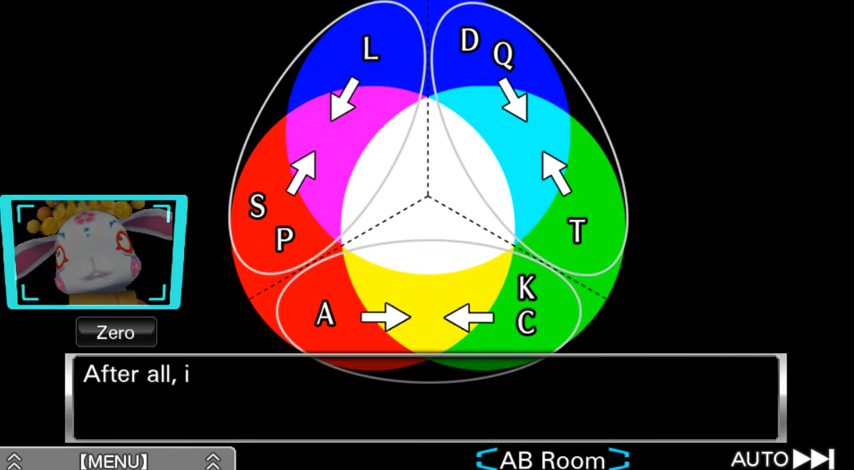 L
D
Q
S
P
T
A
K
C
Zero
After all, i
【MENU】
AB Room
AUTO